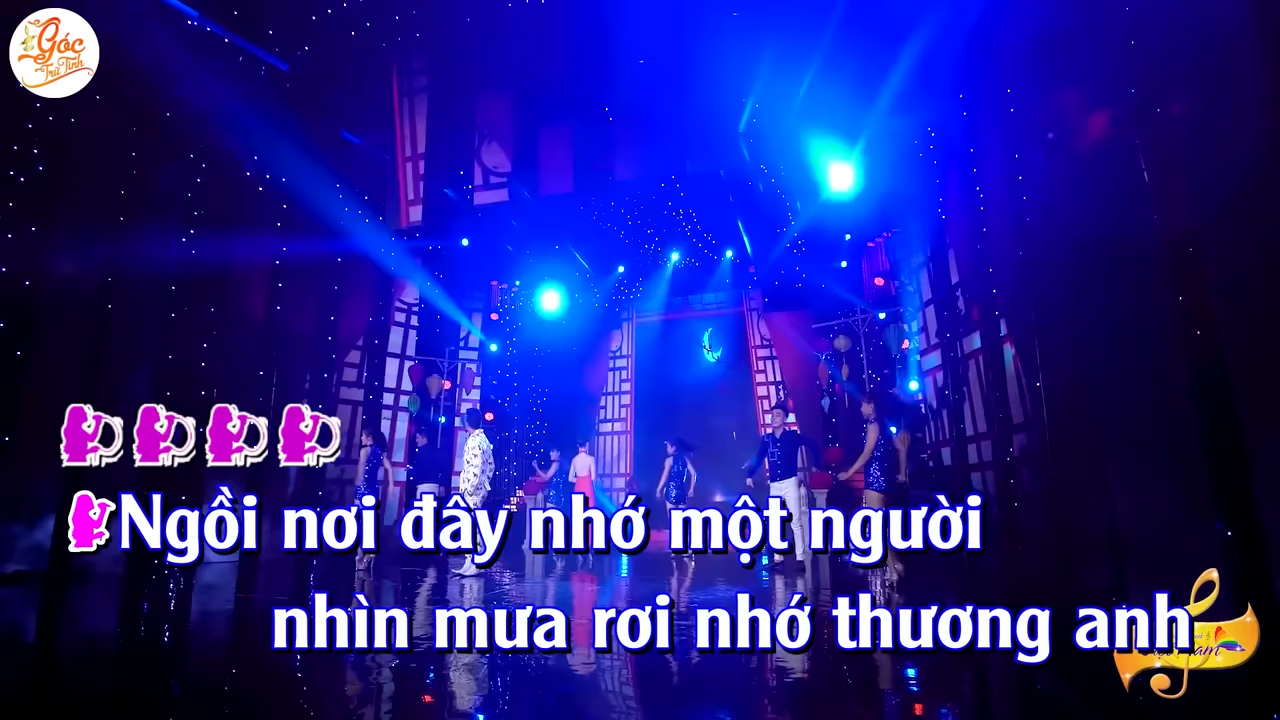 Góc
Trữ Tình
Ngồi nơi đây nhớ một người
nhìn mưa rơi nhớ thương anh